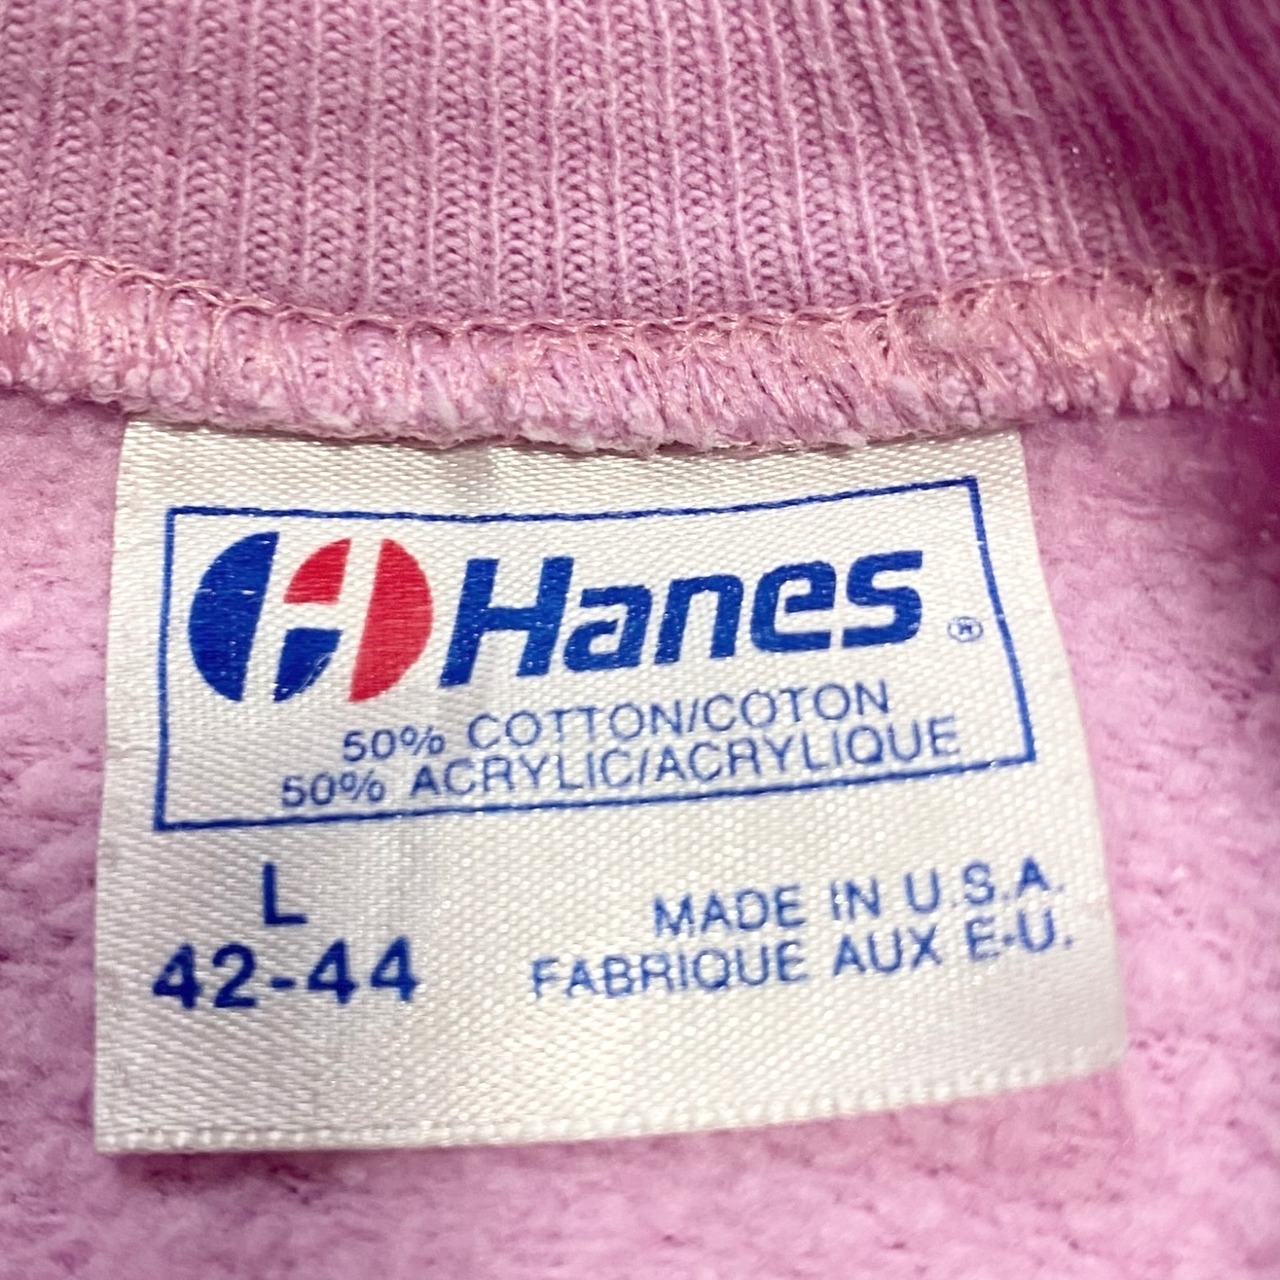 Hanes ®
50% COTTON/COTON
50% ACRYLIC/ACRYLIQUE
L
42-44
MADE IN U.S.A.
FABRIQUE AUX E-U.